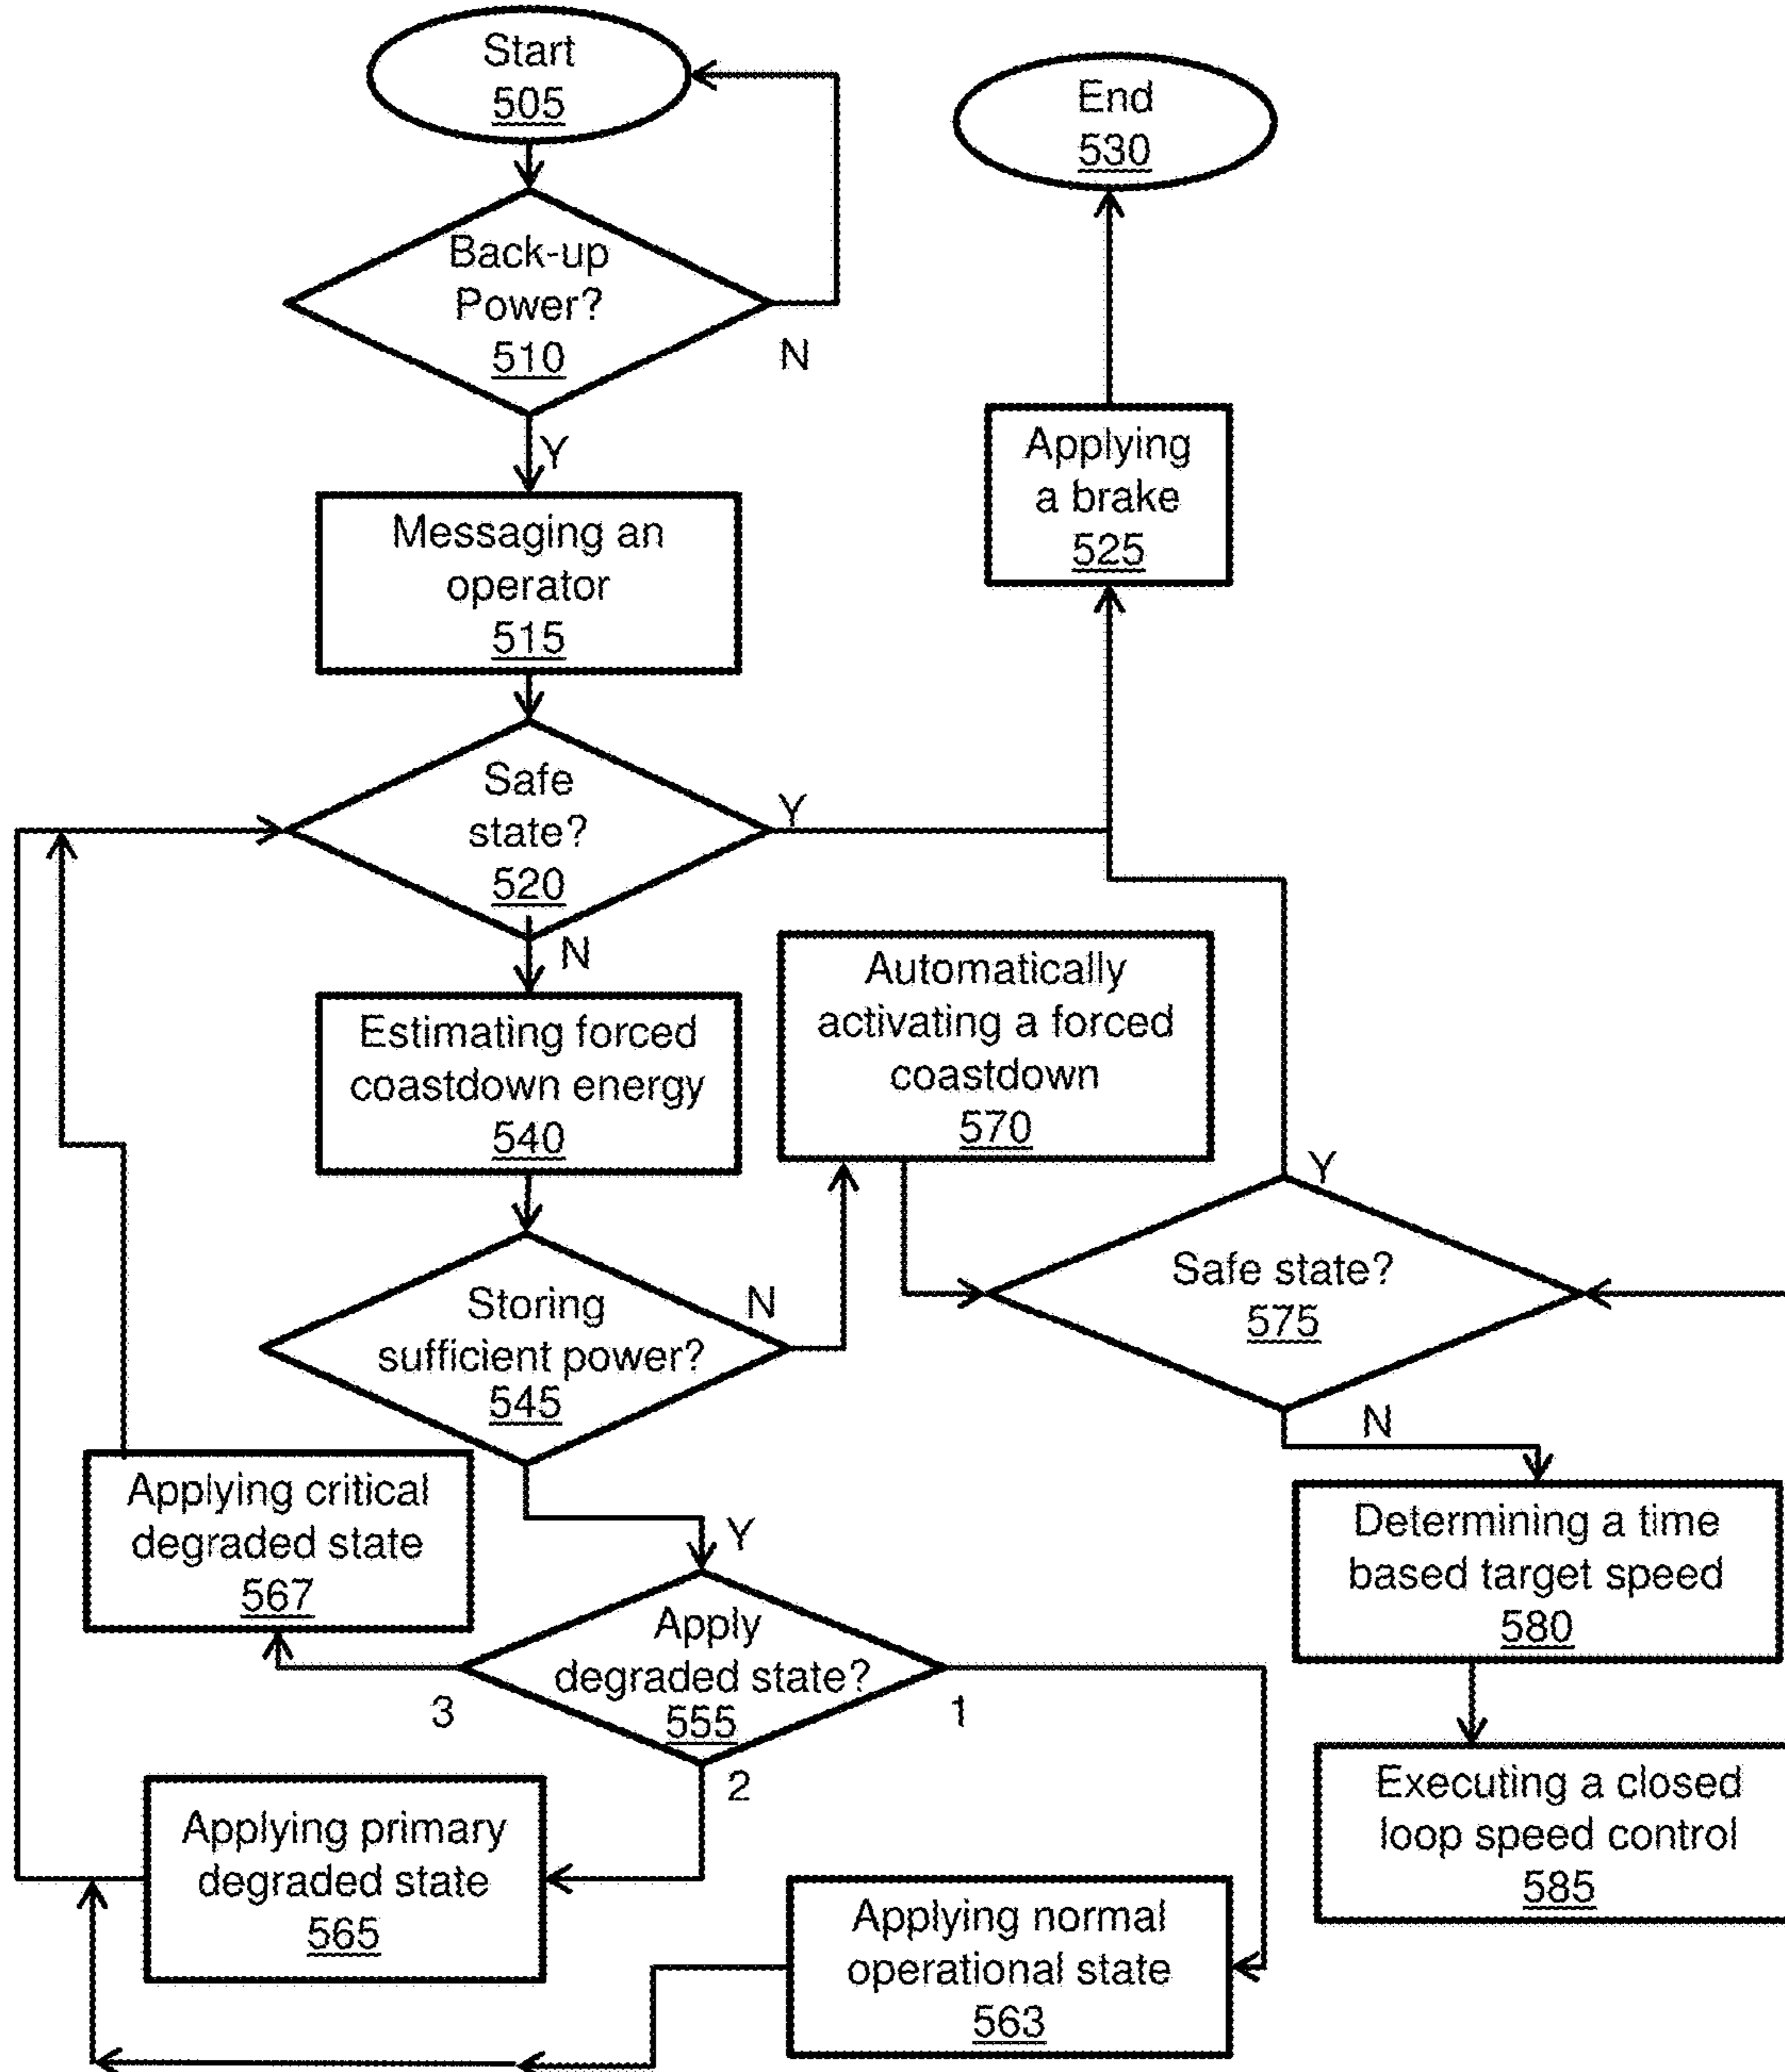 Start
505
End
530
Back-up
Power?
510
N
Y
Applying
a brake
525
Messaging an
operator
515
Safe
state?
520
Y
N
Estimating forced
coastdown energy
540
Automatically
activating a forced
coastdown
570
Storing
sufficient power?
545
N
Y
Safe state?
575
Y
N
Applying critical
degraded state
567
Apply
degraded state?
555
3
2
1
Determining a time
based target speed
580
Executing a closed
loop speed control
585
Applying primary
degraded state
565
Applying normal
operational state
563